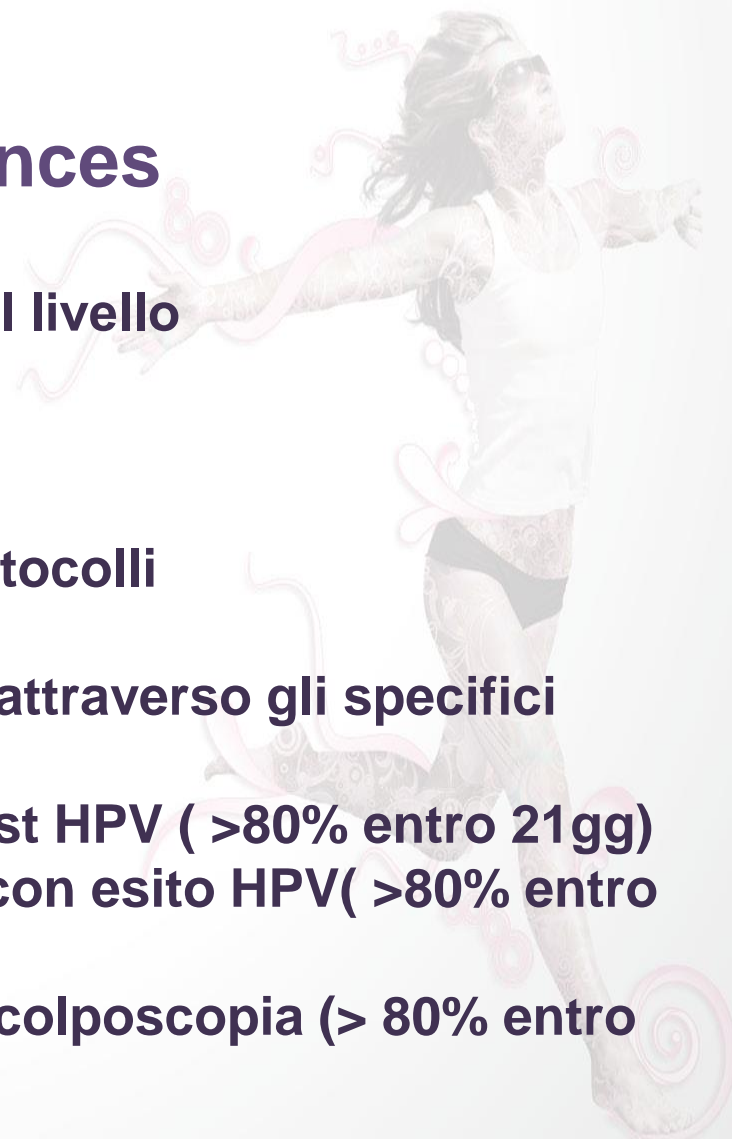 nces
l livello
tocolli
attraverso gli specifici
st HPV ( >80% entro 21gg)
con esito HPV( >80% entro
colposcopia (> 80% entro